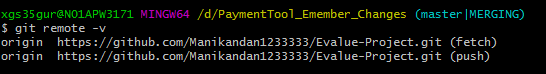 xgs35gur@NO1APW3171 MINGW64 /d/PaymentTool_Emember_Changes (master|MERGING)
$ git remote -v
origin  https://github.com/Manikandan1233333/Evalue-Project.git (fetch)
origin  https://github.com/Manikandan1233333/Evalue-Project.git (push)